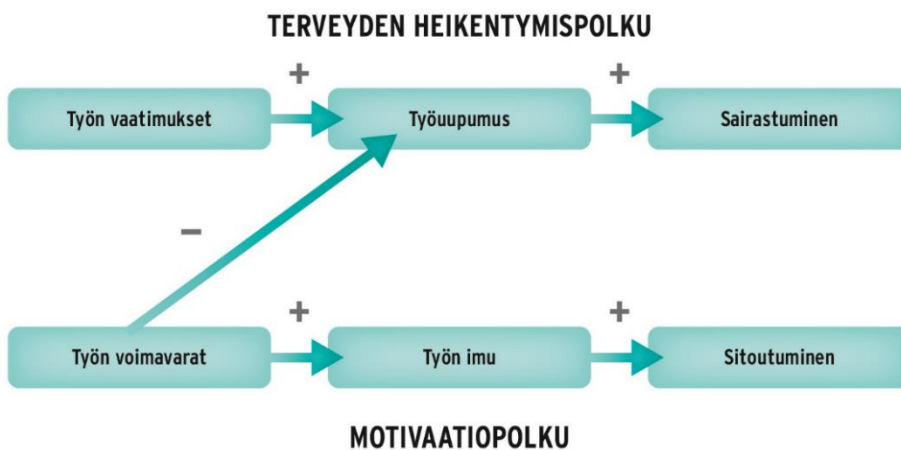 TERVEYDEN HEIKENTYMISPOLKU
+ +
Työn vaatimukset Työuupumus Sairastuminen
−
+ +
Työn voimavarat Työn imu Sitoutuminen
MOTIVAATIOPOLKU